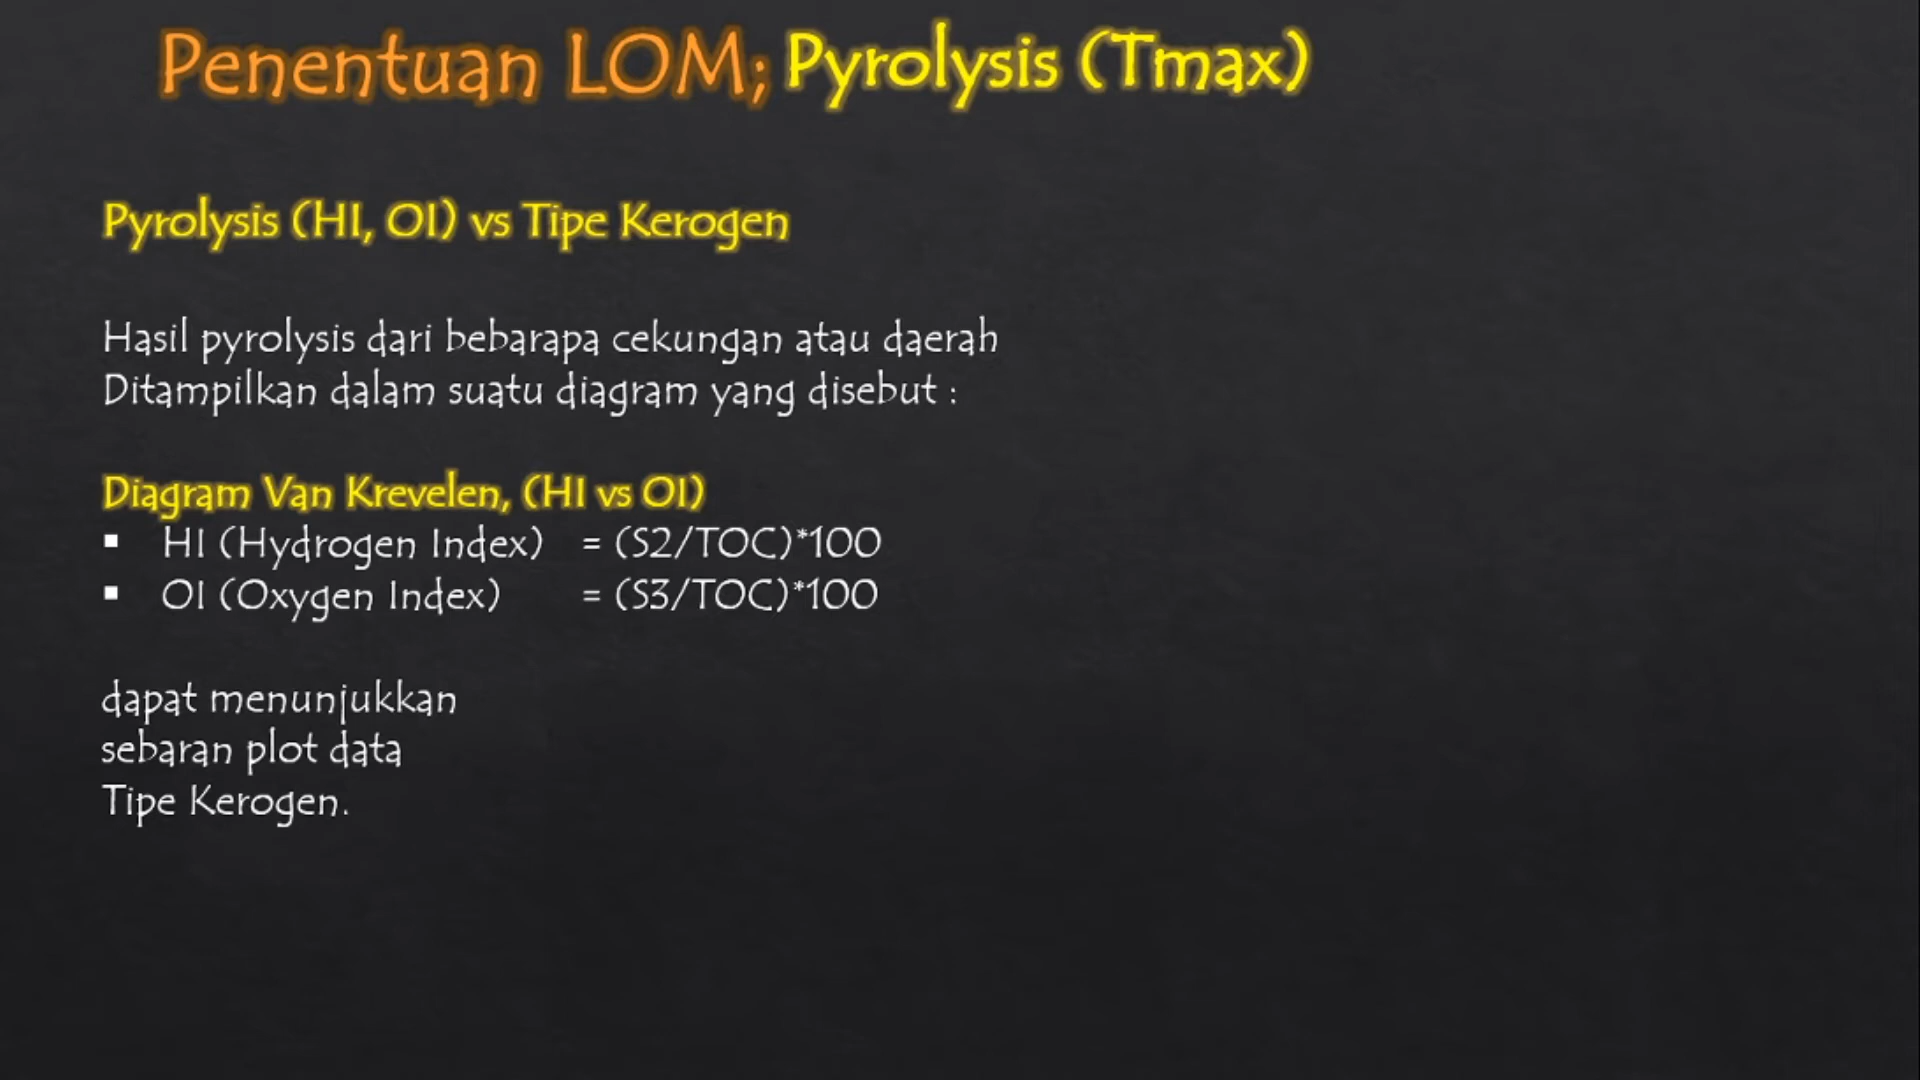 Penentuan LOM; Pyrolysis (Tmax)
Pyrolysis (HI, OI) vs Tipe Kerogen
Hasil pyrolysis dari bebarapa cekungan atau daerah
Ditampilkan dalam suatu diagram yang disebut :
Diagram Van Krevelen, (HI vs OI)
▪ HI (Hydrogen Index) = (S2/TOC)*100
▪ OI (Oxygen Index) = (S3/TOC)*100
dapat menunjukkan
sebaran plot data
Tipe Kerogen.